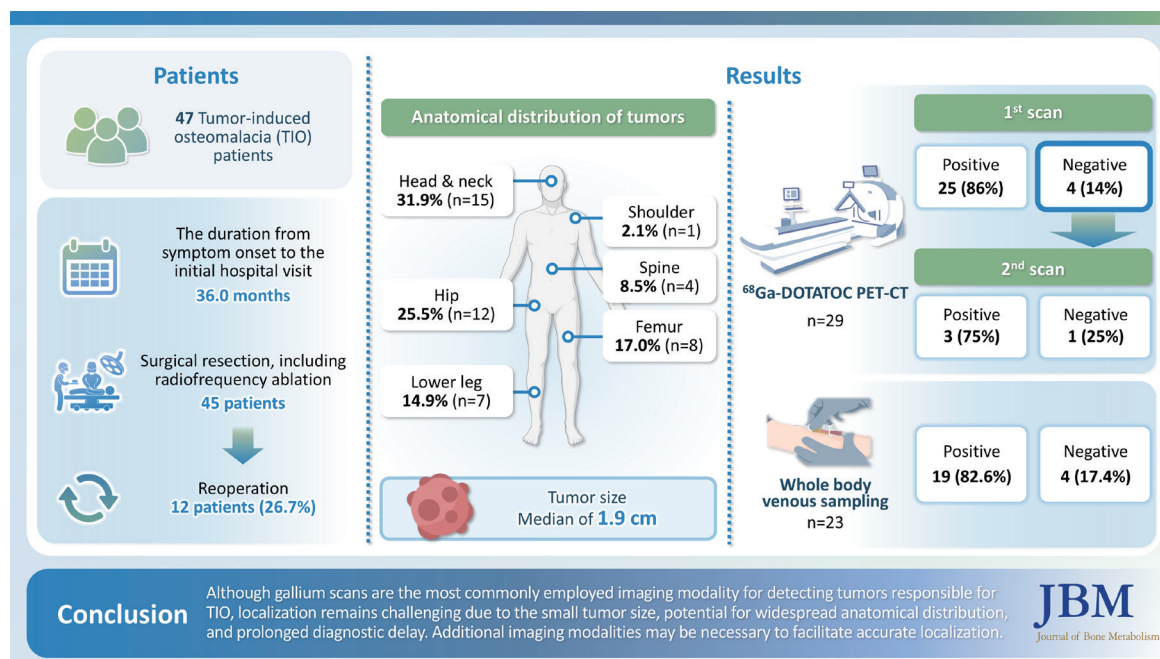 Patients
47 Tumor-induced
osteomalacia (TIO)
patients
The duration from
symptom onset to the
initial hospital visit
36.0 months
Surgical resection, including
radiofrequency ablation
45 patients
Reoperation
12 patients (26.7%)
Results
Anatomical distribution of tumors
Head & neck
31.9% (n=15)
Shoulder
2.1% (n=1)
Spine
8.5% (n=4)
Hip
25.5% (n=12)
Femur
17.0% (n=8)
Lower leg
14.9% (n=7)
Tumor size
Median of 1.9 cm
⁶⁸Ga-DOTATOC PET-CT
n=29
1ˢᵗ scan
Positive
25 (86%)
Negative
4 (14%)
2ⁿᵈ scan
Positive
3 (75%)
Negative
1 (25%)
Whole body
venous sampling
n=23
Positive
19 (82.6%)
Negative
4 (17.4%)
Conclusion
Although gallium scans are the most commonly employed imaging modality for detecting tumors responsible for
TIO, localization remains challenging due to the small tumor size, potential for widespread anatomical distribution,
and prolonged diagnostic delay. Additional imaging modalities may be necessary to facilitate accurate localization.
JBM
Journal of Bone Metabolism